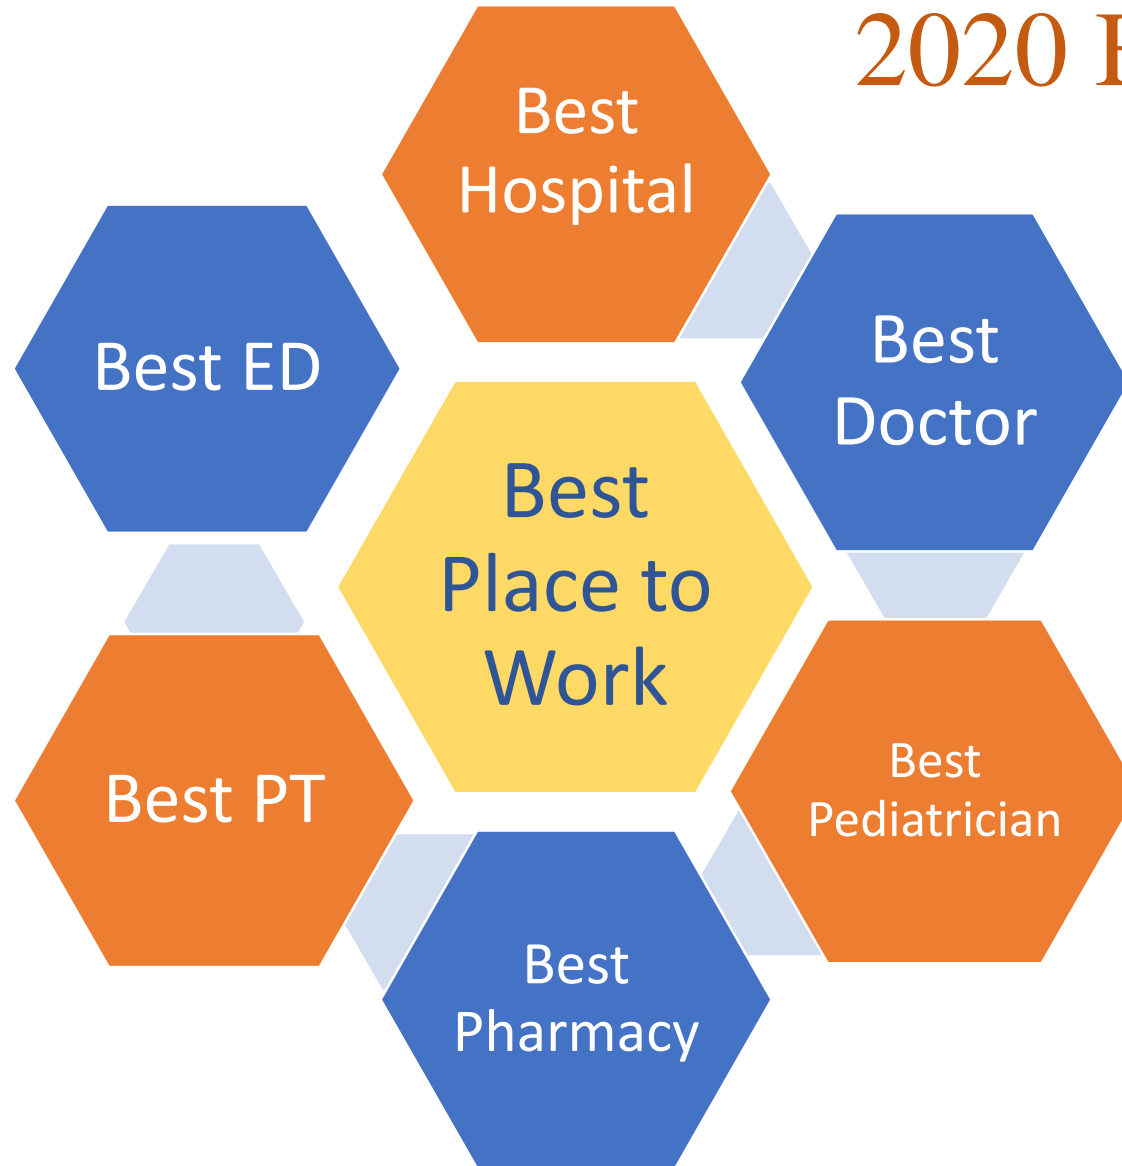 2020
Best
Hospital
Best
Doctor
Best ED
Best
Place to
Work
Best
Pediatrician
Best PT
Best
Pharmacy